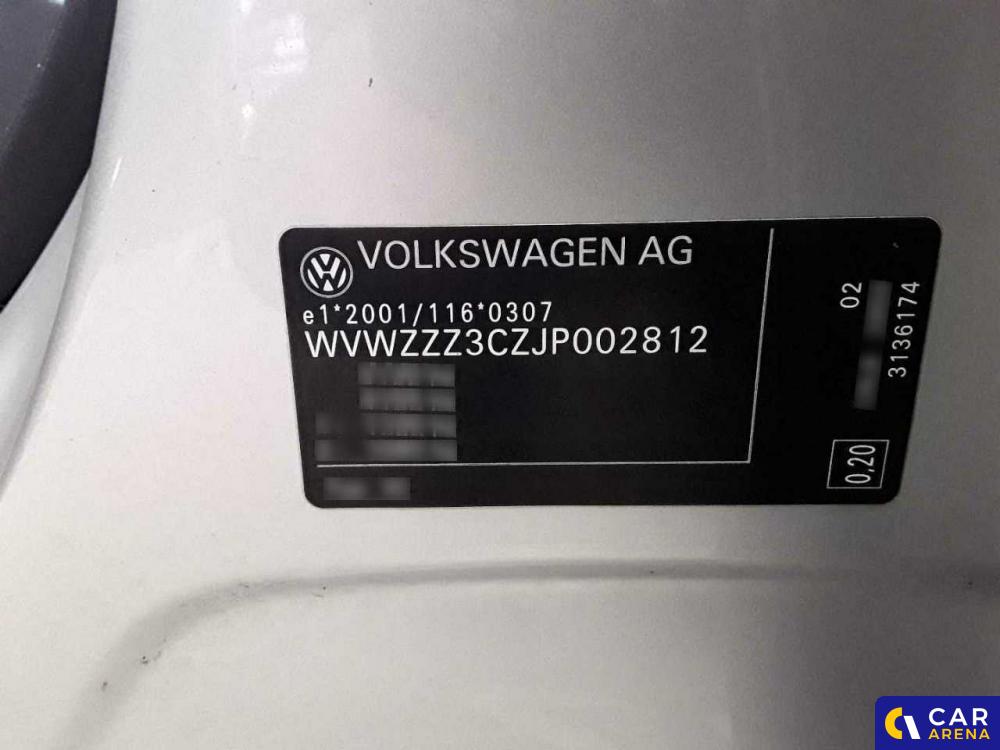 VOLKSWAGEN AG
e1*2001/116*0307
WVWZZZ3CZJP002812
02
3136174
0,20
CAR
ARENA